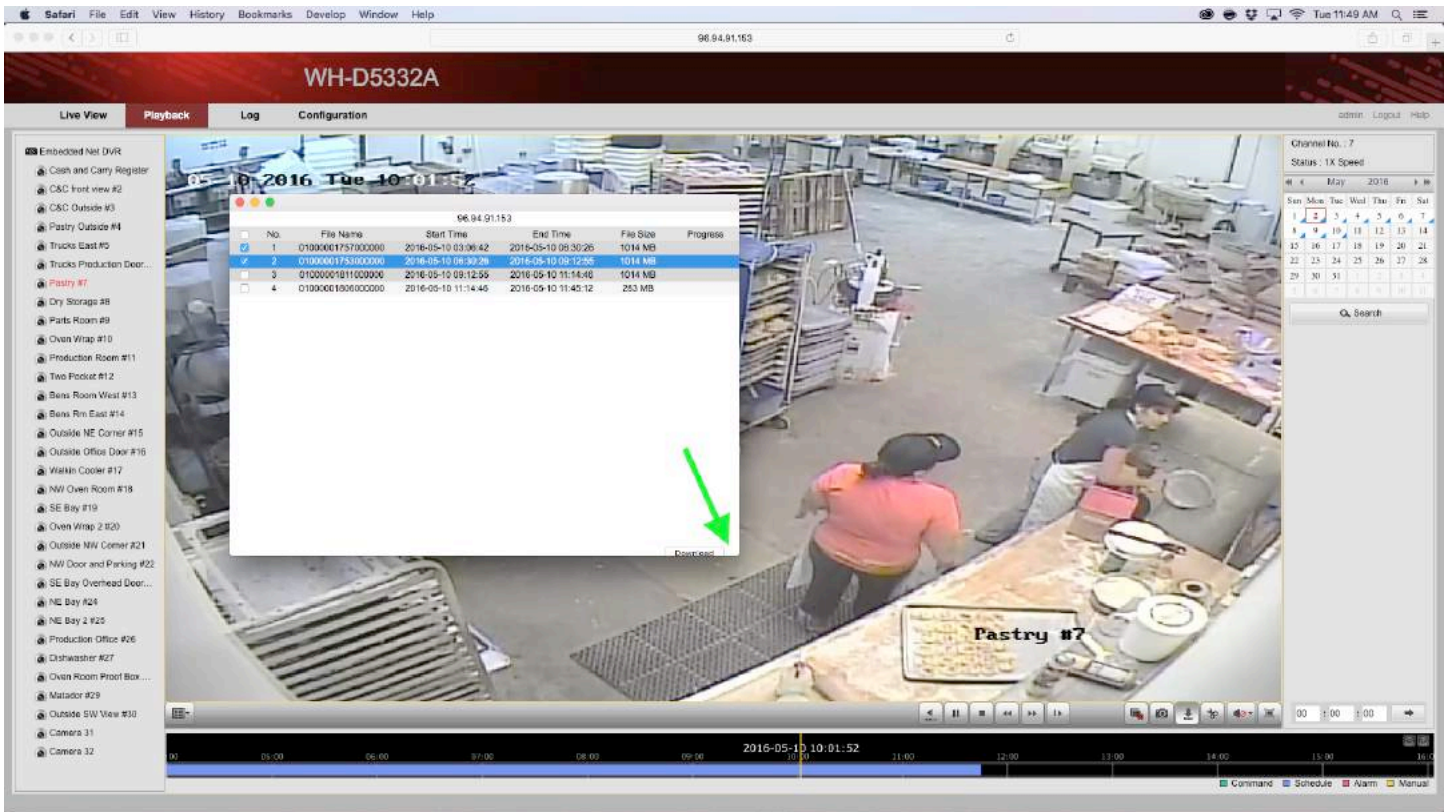 Safari File Edit View History Bookmarks Develop Window Help
Tue 11:49 AM
96.94.91.153
WH-D5332A
Live View Playback Log Configuration
admin Logout Help
Embedded Net DVR
Cash and Carry Register
C&C front view #2
C&C Outside #3
Pastry Outside #4
Trucks East #5
Trucks Production Door...
Pastry #7
Dry Storage #8
Parts Room #9
Oven Wrap #10
Production Room #11
Two Pocket #12
Bens Room West #13
Bens Rm East #14
Outside NE Corner #15
Outside Office Door #16
Walkin Cooler #17
NW Oven Room #18
SE Bay #19
Oven Wrap 2 #20
Outside NW Corner #21
NW Door and Parking #22
SE Bay Overhead Door...
NE Bay #24
NE Bay 2 #25
Production Office #26
Dishwasher #27
Oven Room Proof Box...
Matador #29
Outside SW View #30
Camera 31
Camera 32
05-10-2016 Tue 10:01:52
96.94.91.153
No. File Name Start Time End Time File Size Progress
1 01000001757000000 2016-05-10 03:06:42 2016-05-10 06:30:26 1014 MB
2 01000001753000000 2016-05-10 06:30:26 2016-05-10 09:12:55 1014 MB
3 01000001811000000 2016-05-10 09:12:55 2016-05-10 11:14:46 1014 MB
4 01000001806000000 2016-05-10 11:14:46 2016-05-10 11:45:12 253 MB
Download
Pastry #7
Channel No. : 7
Status : 1X Speed
May 2016
Sun Mon Tue Wed Thu Fri Sat
1 2 3 4 5 6 7
8 9 10 11 12 13 14
15 16 17 18 19 20 21
22 23 24 25 26 27 28
29 30 31
Search
00 : 00 : 00
2016-05-10 10:01:52
05:00 06:00 07:00 08:00 09:00 10:00 11:00 12:00 13:00 14:00 15:00
Command Schedule Alarm Manual